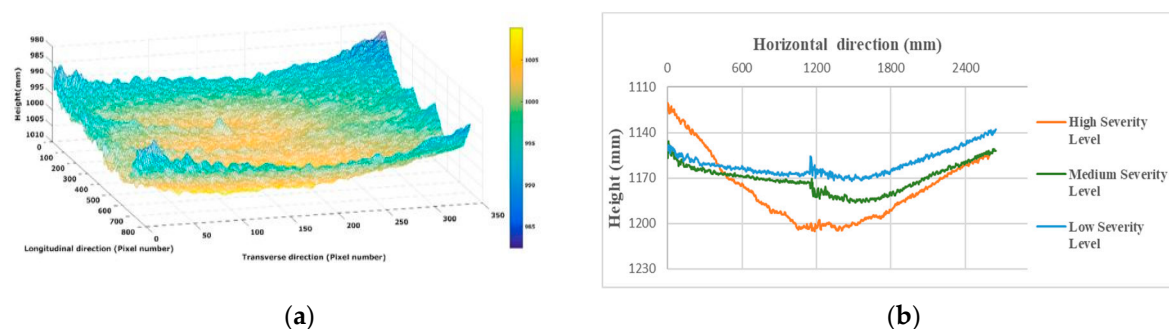 980
985
990
995
1000
1005
1010
Height(mm)
0
100
200
300
400
500
600
700
800
Longitudinal direction (Pixel number)
0
50
100
150
200
250
300
350
Transverse direction (Pixel number)
1005
1000
995
990
985
(a)
Horizontal direction (mm)
0 600 1200 1800 2400
1110
1140
1170
1200
1230
Height (mm)
High Severity
Level
Medium Severity
Level
Low Severity
Level
(b)